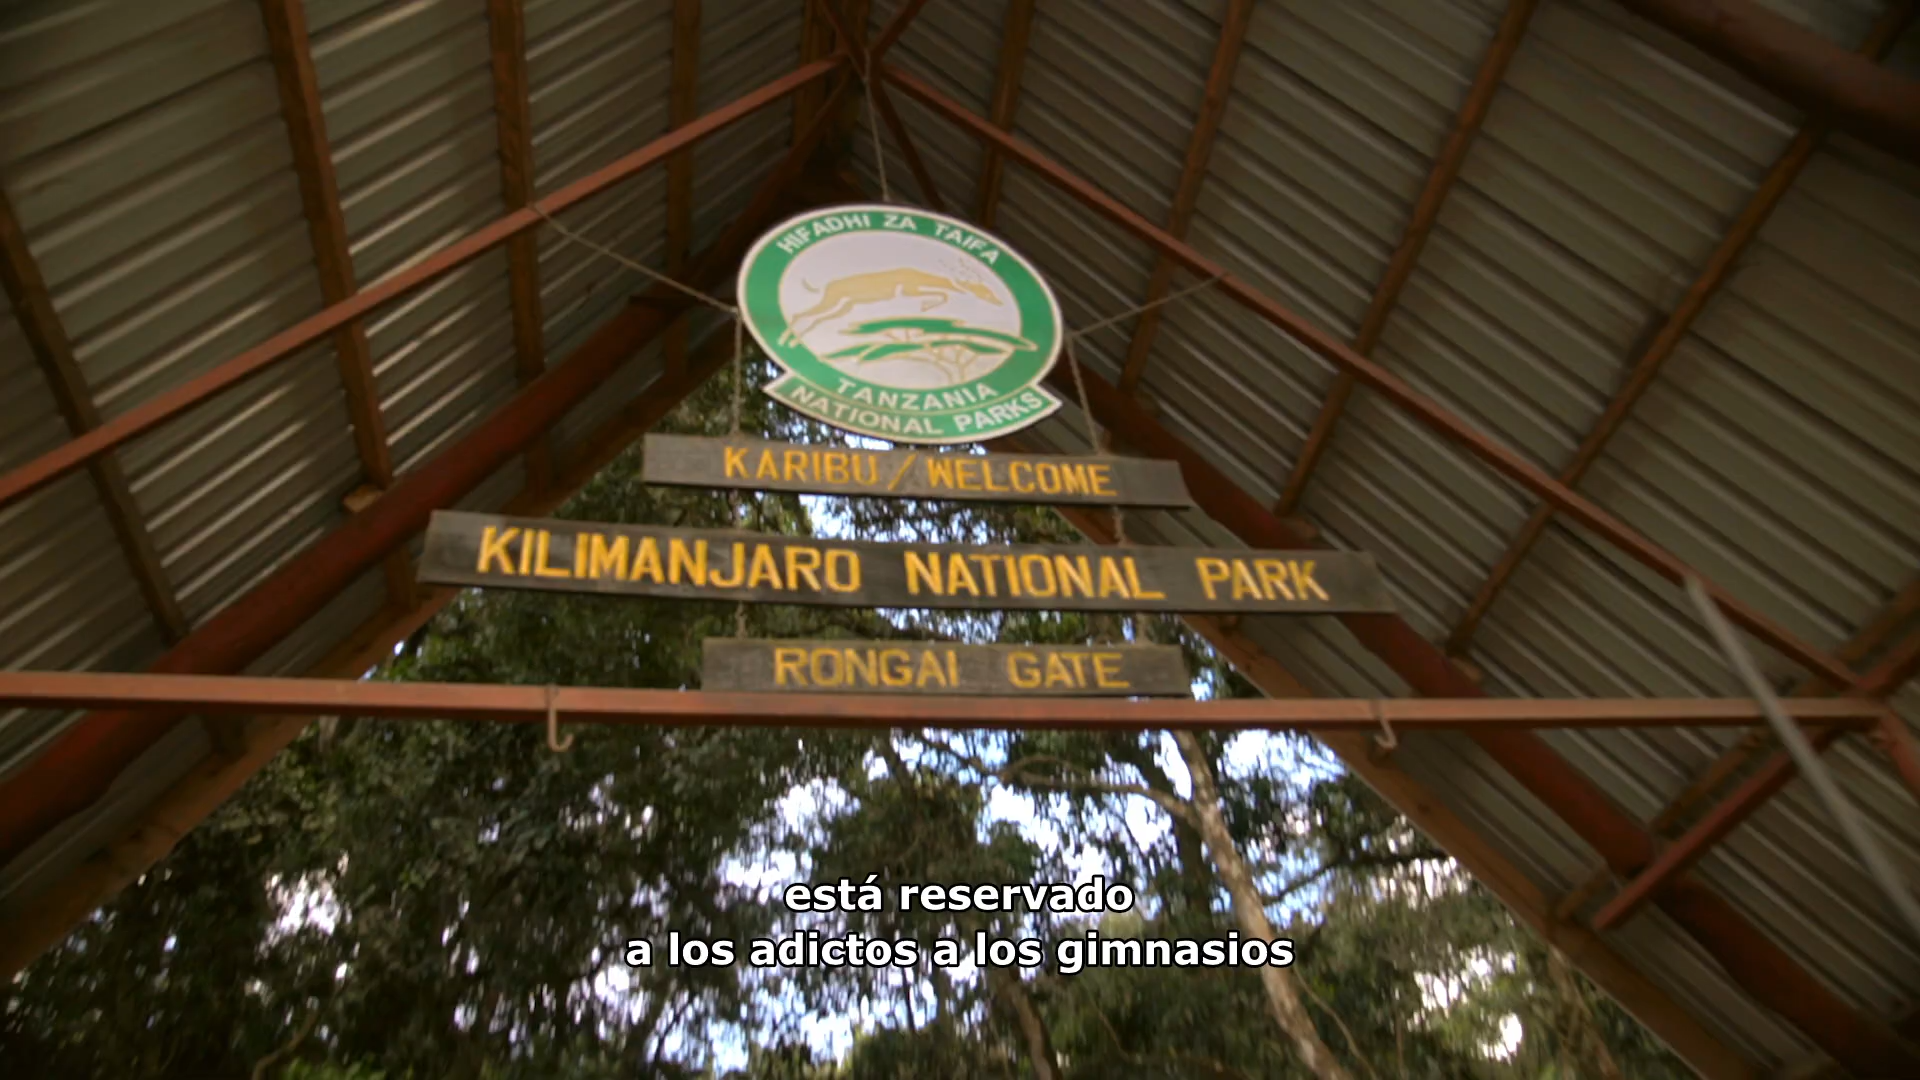 HIFADHI ZA TAIFA
TANZANIA
NATIONAL PARKS
KARIBU / WELCOME
KILIMANJARO NATIONAL PARK
RONGAI GATE
está reservado
a los adictos a los gimnasios